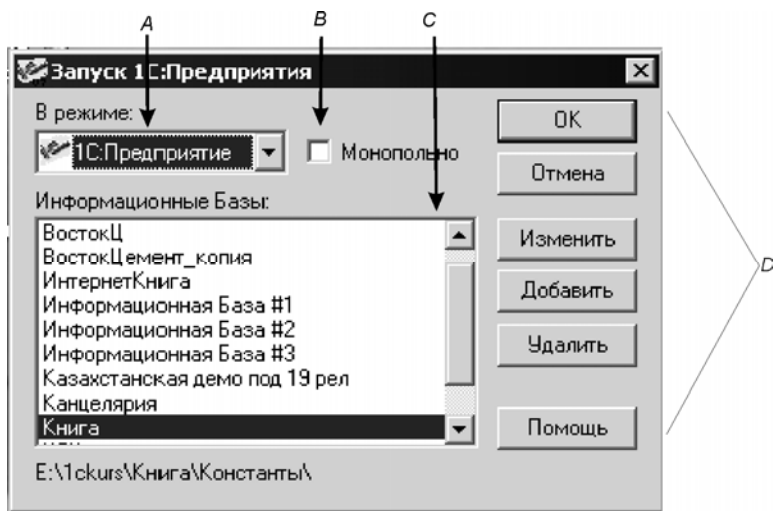 A
B
C
Запуск 1С:Предприятия
В режиме:
1С:Предприятие
Монопольно
OK
Отмена
Информационные Базы:
ВостокЦ
ВостокЦемент_копия
ИнтернетКнига
Информационная База #1
Информационная База #2
Информационная База #3
Казахстанская демо под 19 рел
Канцелярия
Книга
Изменить
Добавить
Удалить
Помощь
D
E:\1ckurs\Книга\Константы\